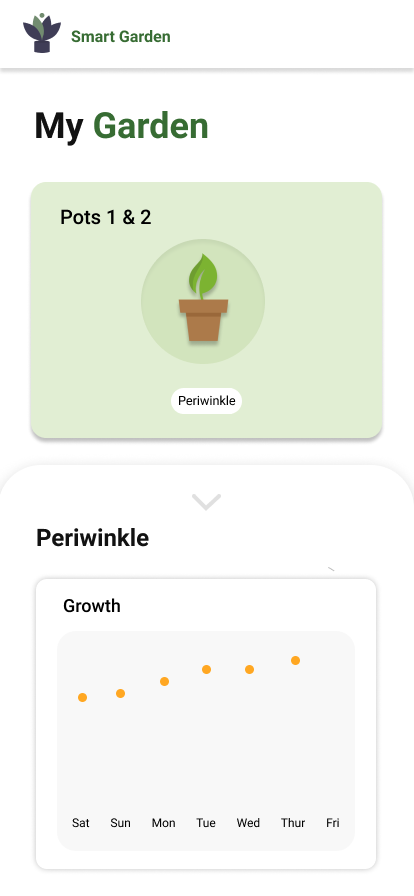 Smart Garden
My Garden
Pots 1 & 2
Periwinkle
Periwinkle
Growth
Sat Sun Mon Tue Wed Thur Fri